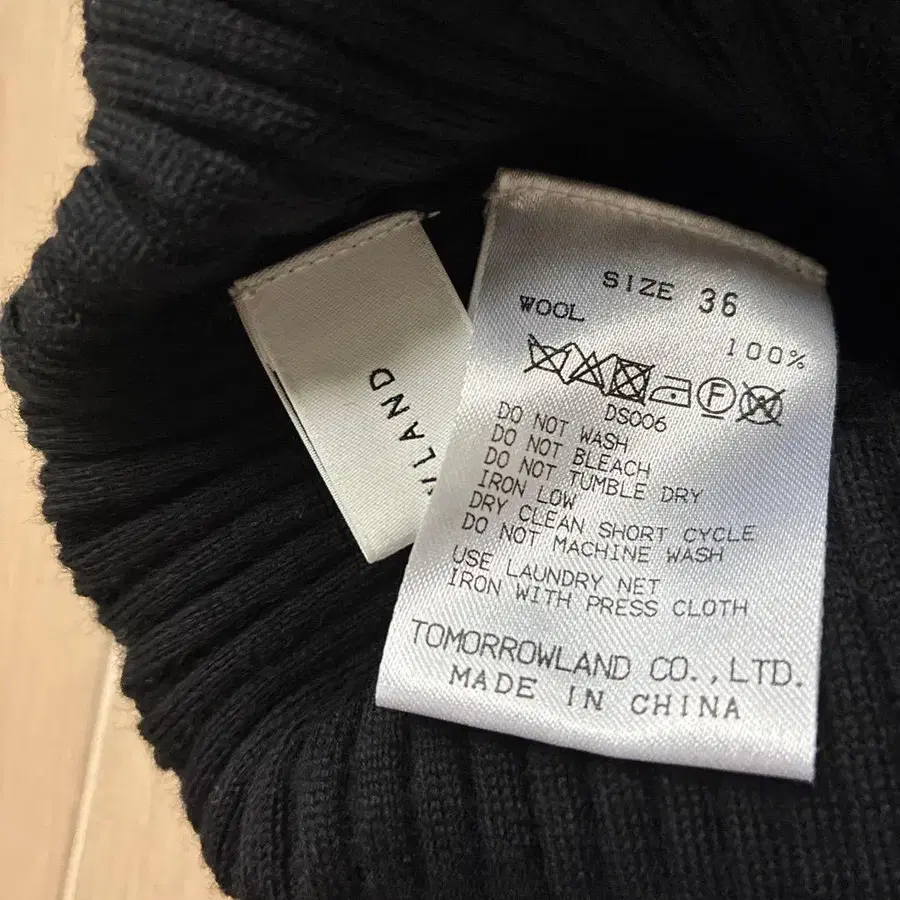 SIZE 36
WOOL
100%
F W
DS006
DO NOT WASH
DO NOT BLEACH
DO NOT TUMBLE DRY
IRON LOW
DRY CLEAN SHORT CYCLE
DO NOT MACHINE WASH
USE LAUNDRY NET
IRON WITH PRESS CLOTH
TOMORROWLAND CO.,LTD.
MADE IN CHINA